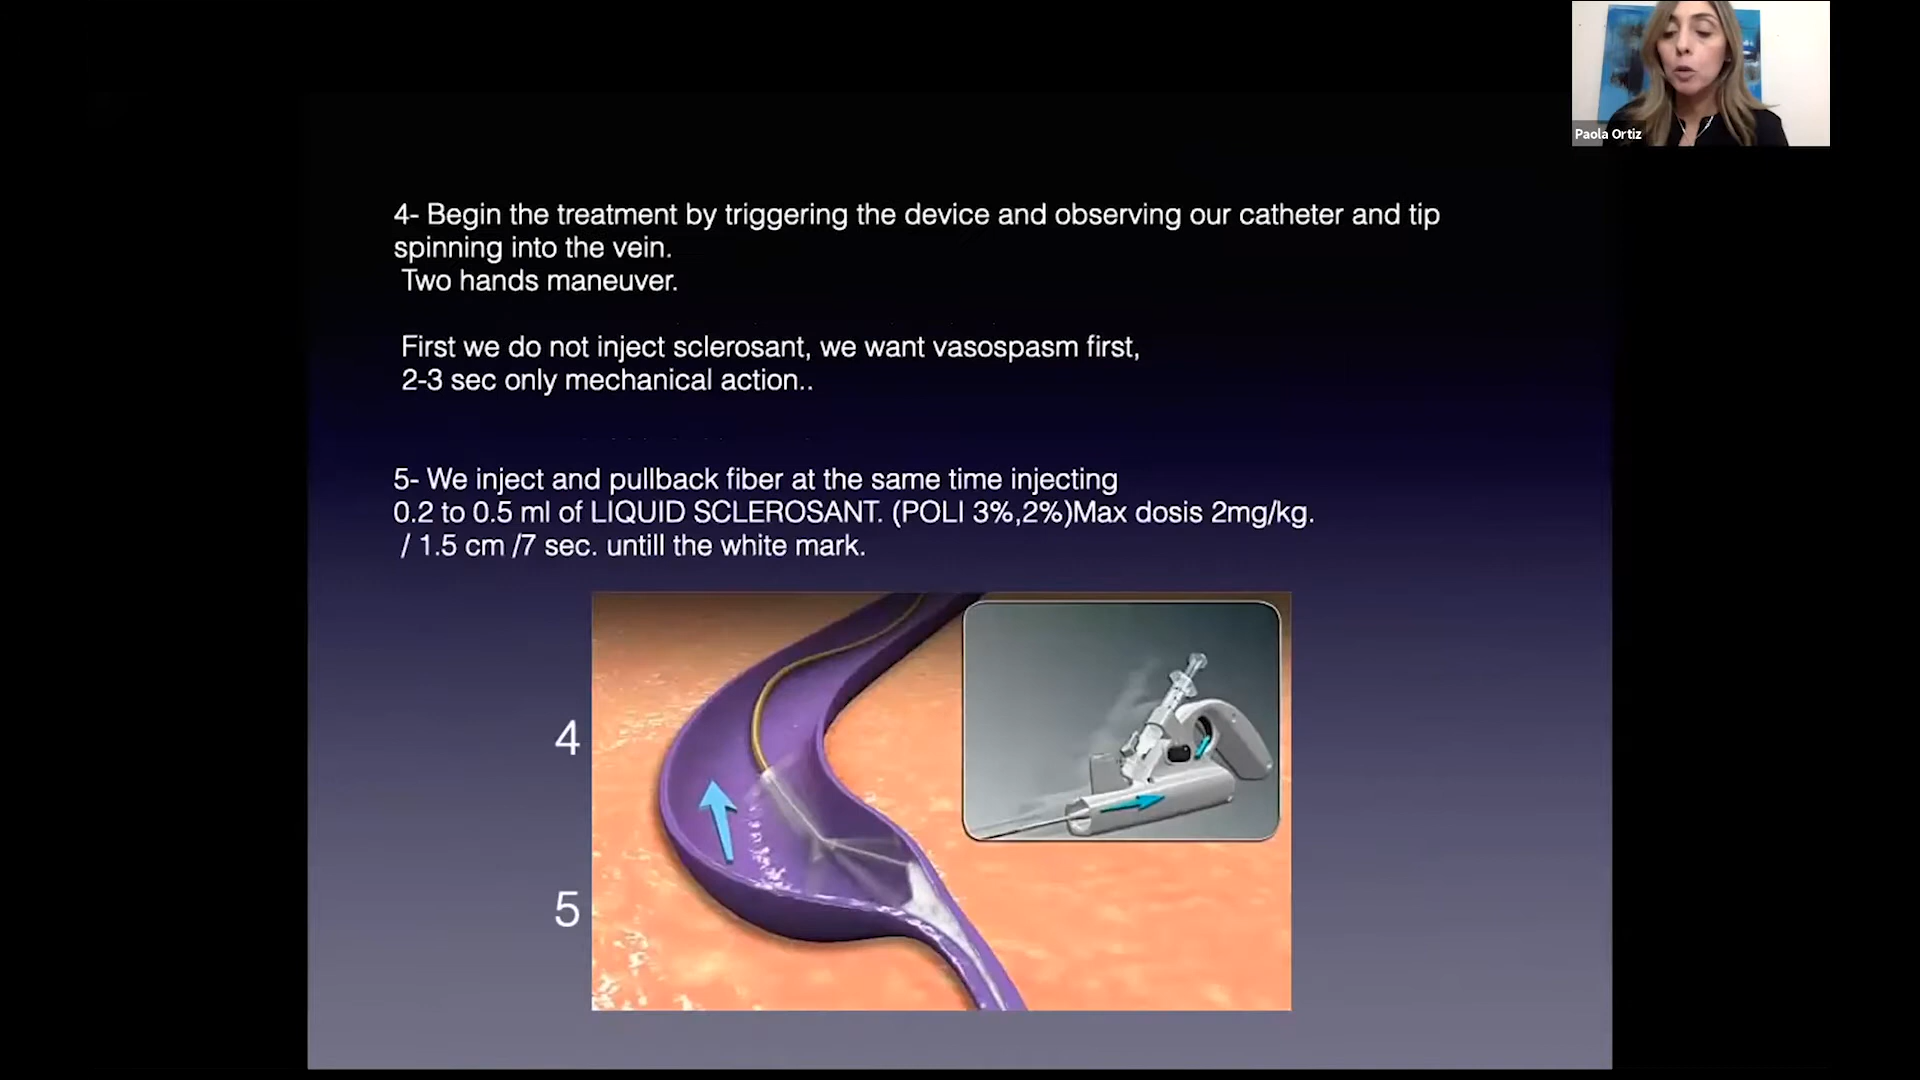 Paola Ortiz
4- Begin the treatment by triggering the device and observing our catheter and tip
spinning into the vein.
Two hands maneuver.
First we do not inject sclerosant, we want vasospasm first,
2-3 sec only mechanical action..
5- We inject and pullback fiber at the same time injecting
0.2 to 0.5 ml of LIQUID SCLEROSANT. (POLI 3%,2%)Max dosis 2mg/kg.
/ 1.5 cm /7 sec. untill the white mark.
4
5